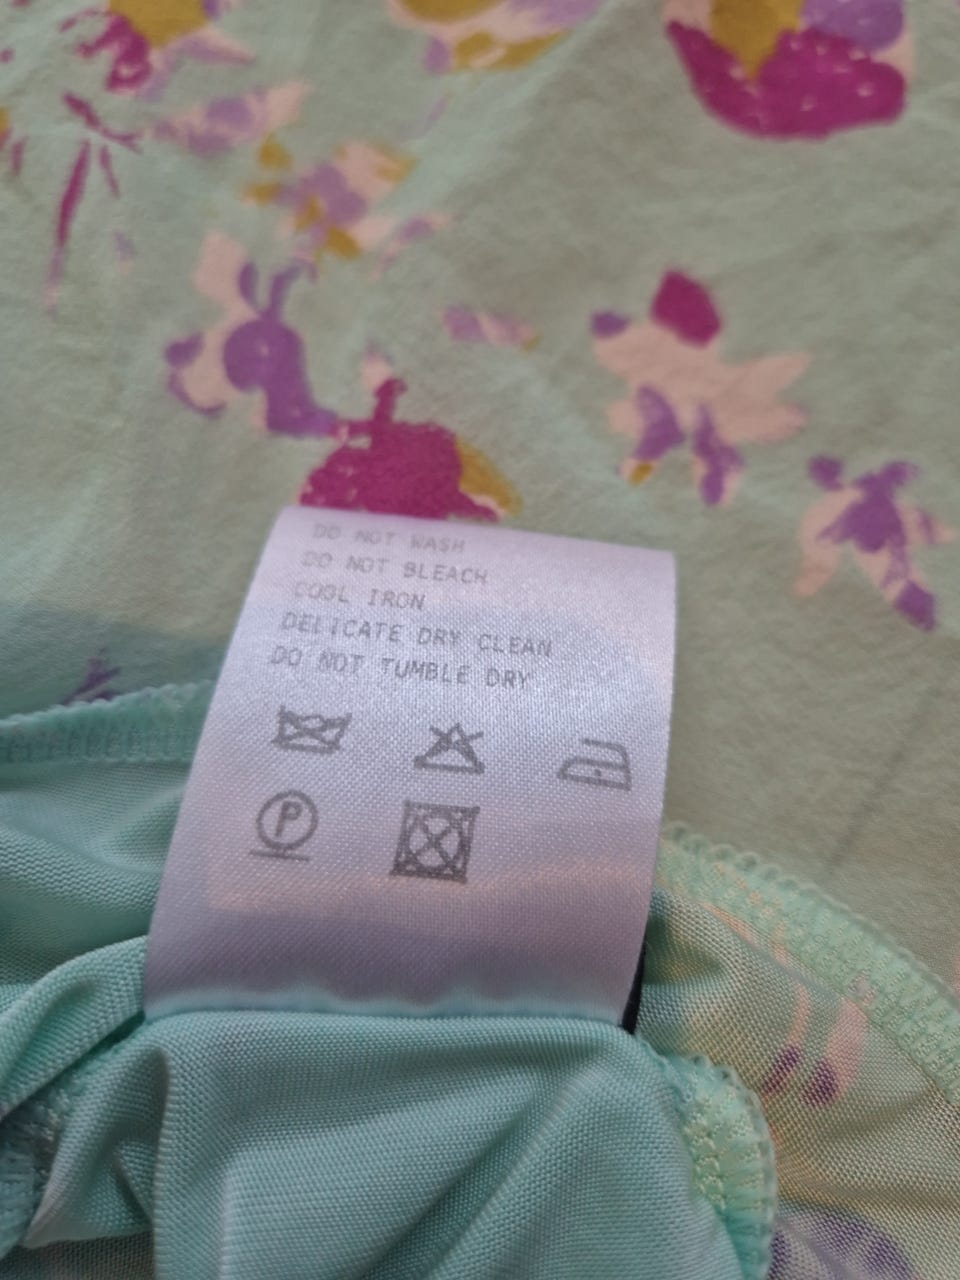 DO NOT WASH
DO NOT BLEACH
COOL IRON
DELICATE DRY CLEAN
DO NOT TUMBLE DRY
P